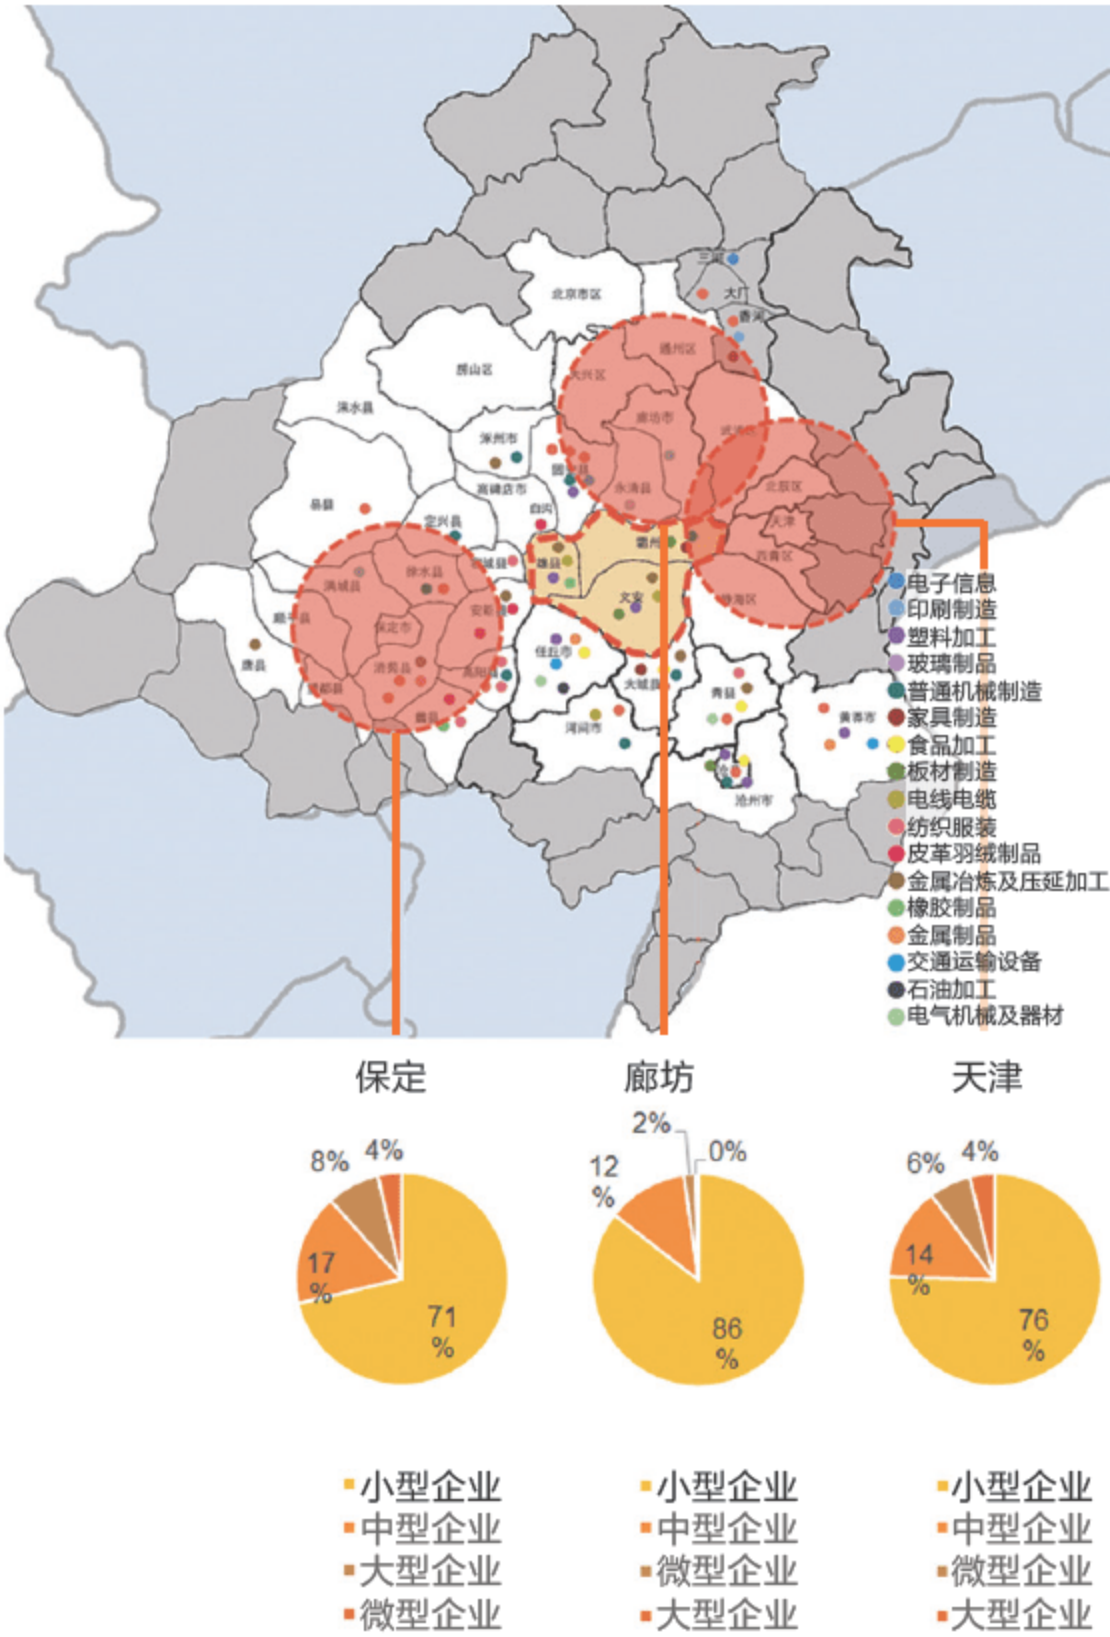 三河
大厂
香河
北京市区
通州区
房山区
大兴区
涞水县
廊坊市
涿州市
固安县
高碑店市
永清县
北辰区
易县
白沟
定兴县
天津
霸州
西青区
容城县
雄县
满城县
徐水县
文安
静海区
安新
顺平县
保定市
唐县
清苑县
高阳县
任丘市
大城县
青县
望都县
蠡县
河间市
黄骅市
沧州市
电子信息
印刷制造
塑料加工
玻璃制品
普通机械制造
家具制造
食品加工
板材制造
电线电缆
纺织服装
皮革羽绒制品
金属冶炼及压延加工
橡胶制品
金属制品
交通运输设备
石油加工
电气机械及器材
保定
廊坊
天津
8%
4%
17
%
71
%
2%
0%
12
%
86
%
6%
4%
14
%
76
%
小型企业
中型企业
大型企业
微型企业
小型企业
中型企业
微型企业
大型企业
小型企业
中型企业
微型企业
大型企业